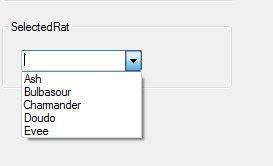 SelectedRat
Ash
Bulbasour
Charmander
Doudo
Evee